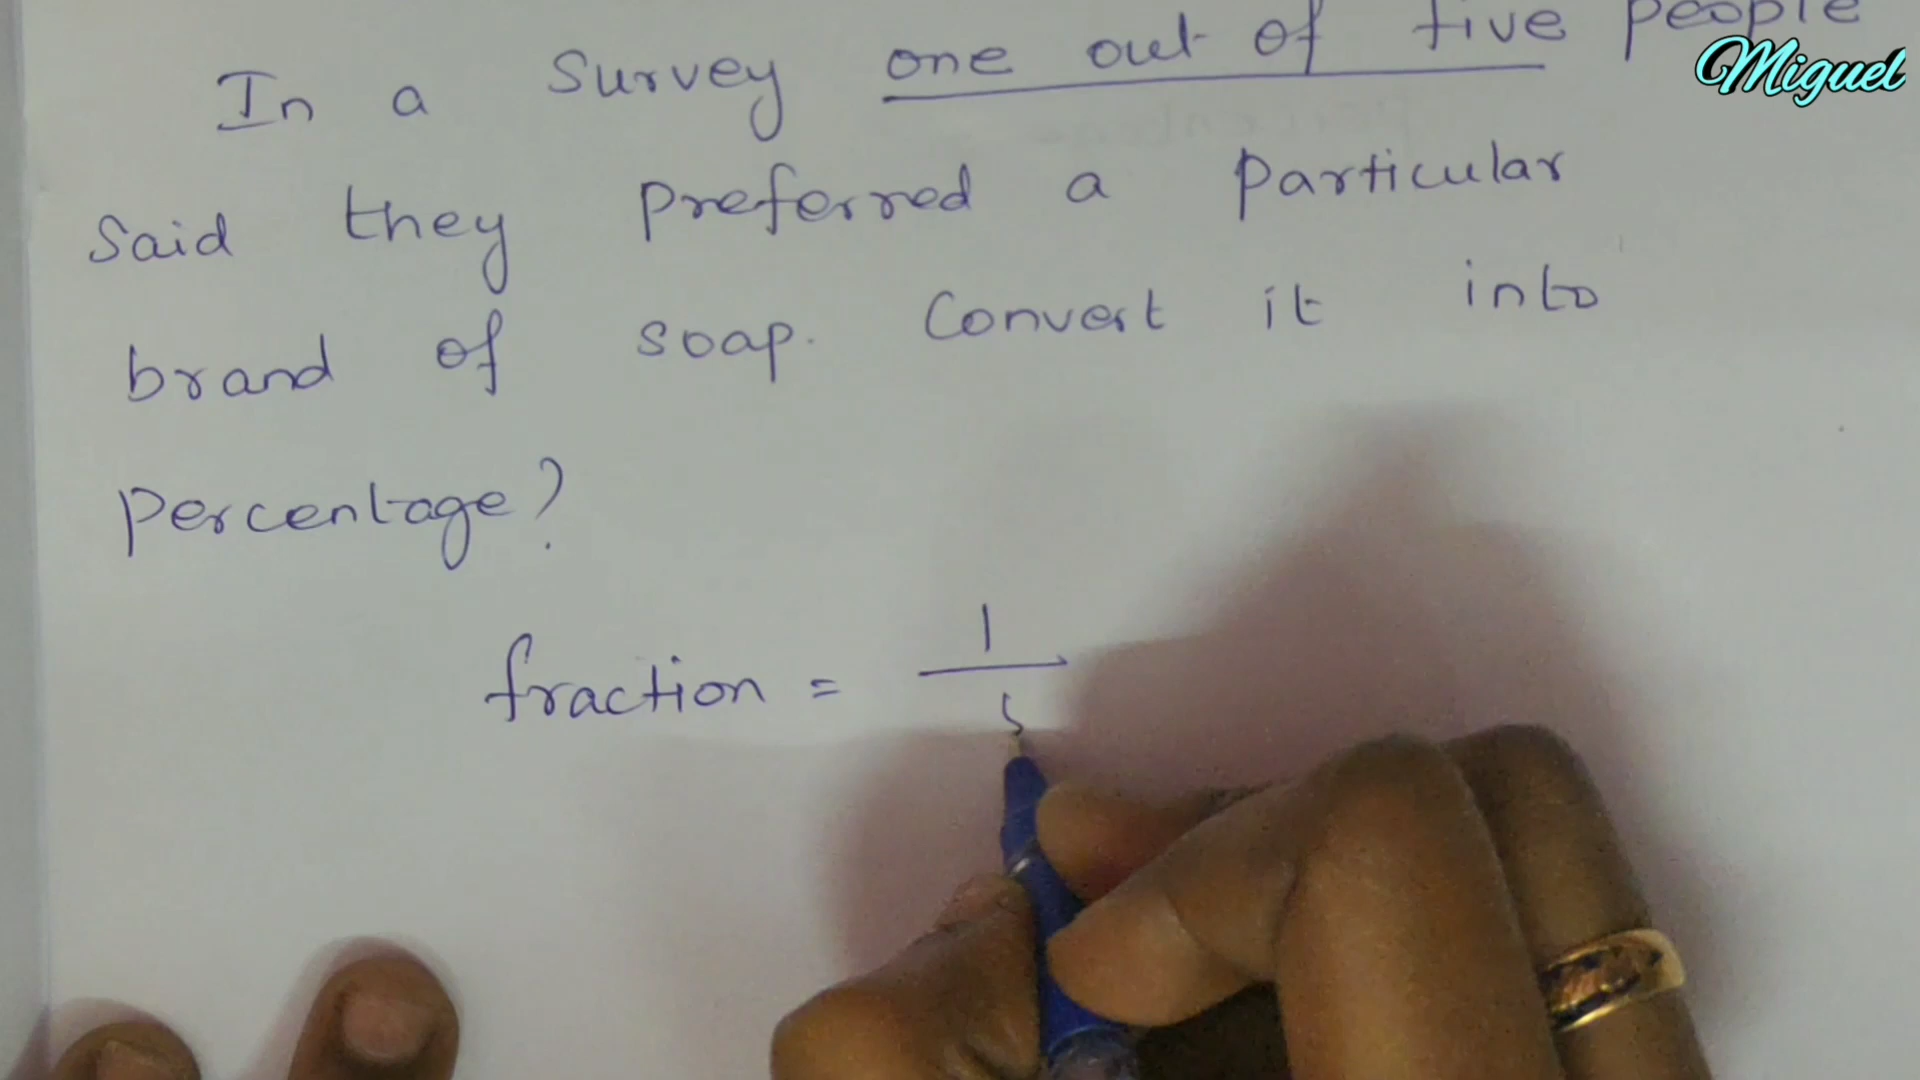 In a survey one out of five people
Miguel
said they preferred a particular
brand of soap. Convert it into
percentage?
fraction = 1
5